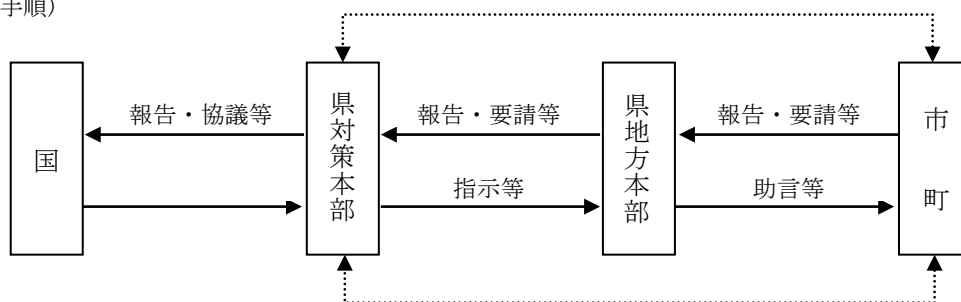 手順）
国
報告・協議等
県対策本部
報告・要請等
指示等
県地方本部
報告・要請等
助言等
市町